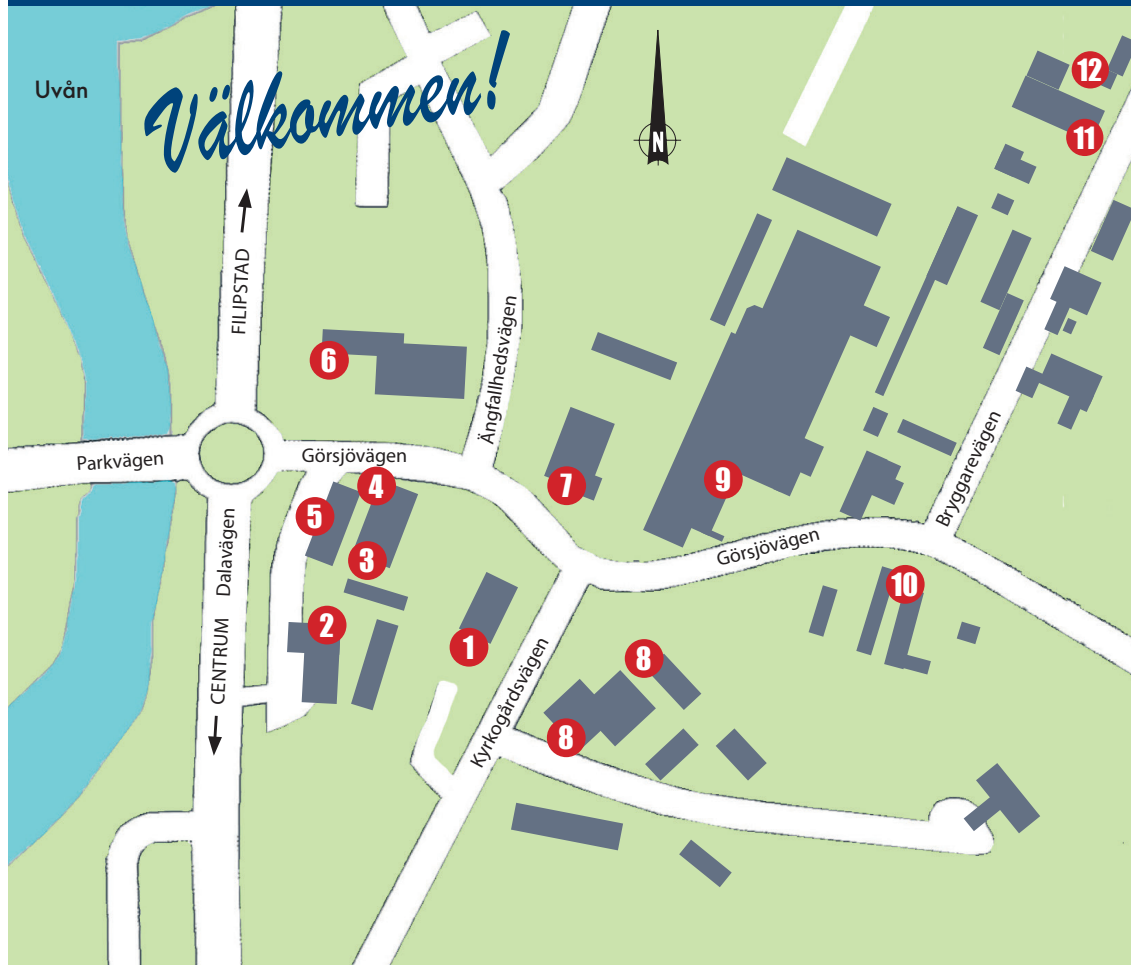 Uvån
Välkommen!
N
12
11
FILIPSTAD
Ängfallhedsvägen
6
Parkvägen
Görsjövägen
4
5
3
7
9
Bryggarevägen
Görsjövägen
10
CENTRUM Dalavägen
2
1
Kyrkogårdsvägen
8
8